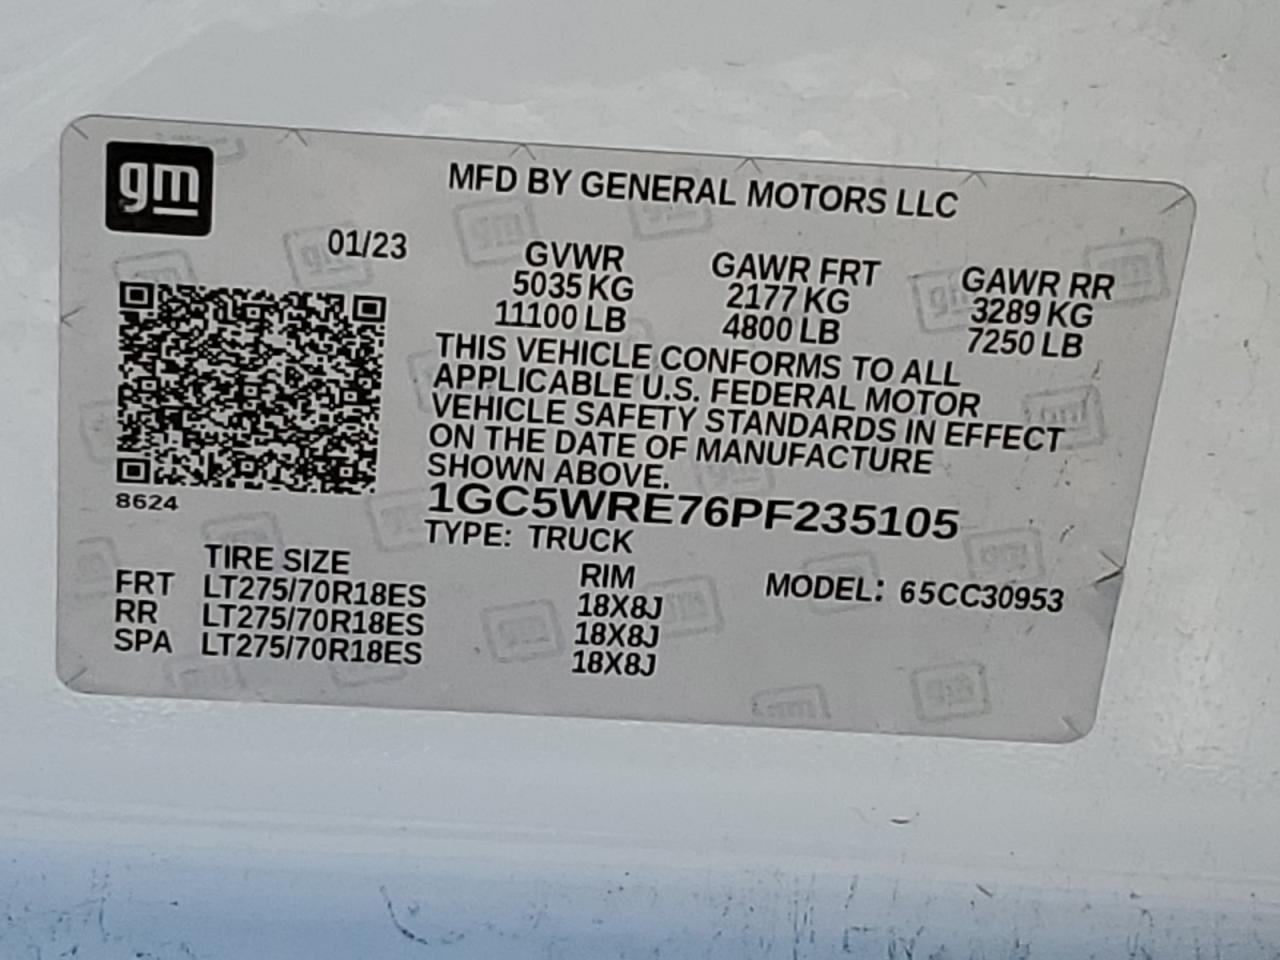 gm
MFD BY GENERAL MOTORS LLC
01/23
GVWR GAWR FRT GAWR RR
5035 KG 2177 KG 3289 KG
11100 LB 4800 LB 7250 LB
THIS VEHICLE CONFORMS TO ALL
APPLICABLE U.S. FEDERAL MOTOR
VEHICLE SAFETY STANDARDS IN EFFECT
ON THE DATE OF MANUFACTURE
SHOWN ABOVE.
8624
1GC5WRE76PF235105
TYPE: TRUCK
MODEL: 65CC30953
TIRE SIZE RIM
FRT LT275/70R18ES 18X8J
RR LT275/70R18ES 18X8J
SPA LT275/70R18ES 18X8J